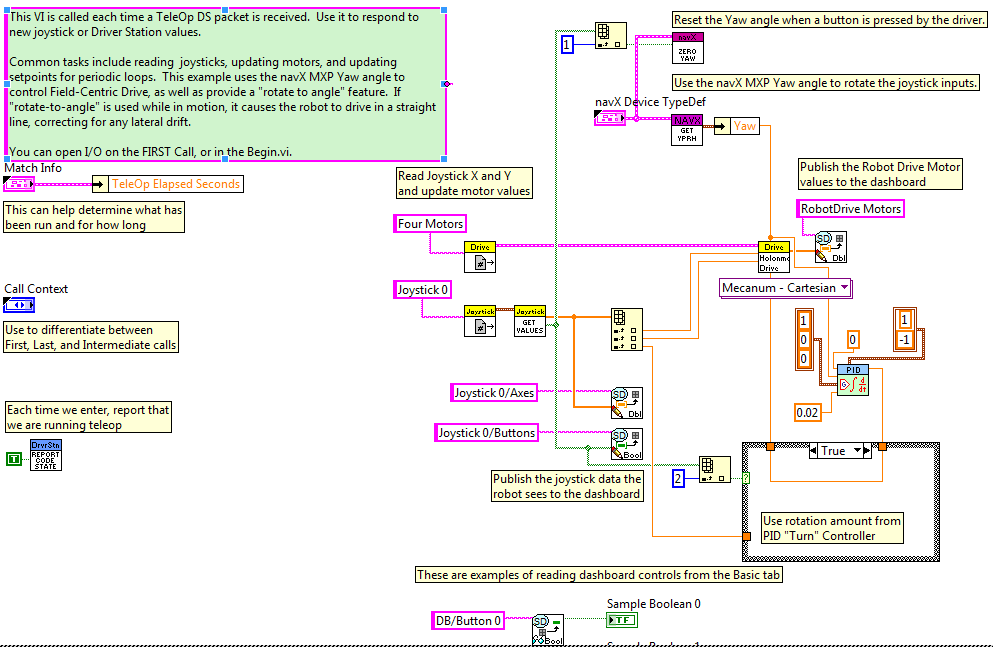 This VI is called each time a TeleOp DS packet is received.  Use it to respond to
new joystick or Driver Station values.
Common tasks include reading  joysticks, updating motors, and updating
setpoints for periodic loops.  This example uses the navX MXP Yaw angle to
control Field-Centric Drive, as well as provide a "rotate to angle" feature.  If
"rotate-to-angle" is used while in motion, it causes the robot to drive in a straight
line, correcting for any lateral drift.
You can open I/O on the FIRST Call, or in the Begin.vi.
Match Info
TeleOp Elapsed Seconds
This can help determine what has
been run and for how long
Call Context
Use to differentiate between
First, Last, and Intermediate calls
Each time we enter, report that
we are running teleop
T
DrvrStn
REPORT
CODE
STATE
Reset the Yaw angle when a button is pressed by the driver.
1
navX
ZERO
YAW
Use the navX MXP Yaw angle to rotate the joystick inputs.
navX Device TypeDef
NAVX
GET
YPRH
Yaw
Read Joystick X and Y
and update motor values
Publish the Robot Drive Motor
values to the dashboard
RobotDrive Motors
SD
Dbl
Four Motors
Drive
#
Drive
Holonmc
Drive
Mecanum - Cartesian
Joystick 0
Joystick
#
Joystick
GET
VALUES
1
0
0
0
1
-1
PID
0.02
Joystick 0/Axes
SD
Dbl
Joystick 0/Buttons
SD
Bool
2
Publish the joystick data the
robot sees to the dashboard
True
?
Use rotation amount from
PID "Turn" Controller
These are examples of reading dashboard controls from the Basic tab
DB/Button 0
SD
Bool
Sample Boolean 0
TF
Sample Boolean 1